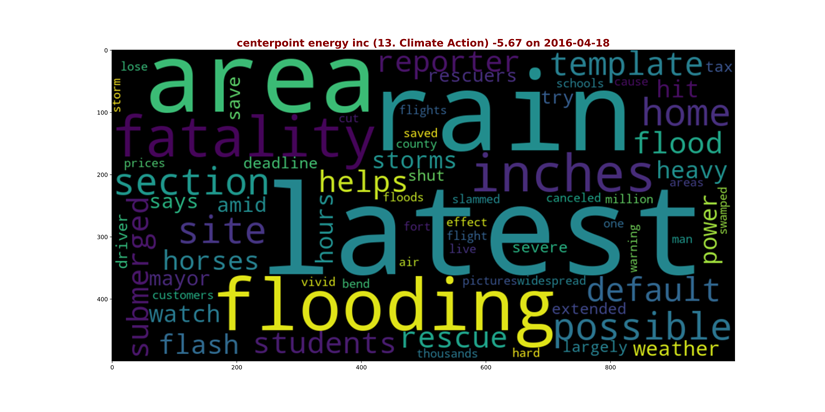 centerpoint energy inc (13. Climate Action) -5.67 on 2016-04-18
0
100
200
300
400
0
200
400
600
800
storm
lose
area
save
reporter
rescuers
rain
template
tax
schools
cause
try
hit
home
flights
cut
fatality
saved
county
flood
prices
deadline
storms
shut
inches
heavy
areas
section
helps
floods
slammed
canceled
million
says
amid
hours
latest
swamped
power
driver
submerged
site
fort
effect
flight
live
severe
one
man
warning
horses
air
mayor
vivid
bend
pictures
widespread
default
customers
flooding
extended
watch
possible
flash
students
rescue
thousands
hard
largely
weather